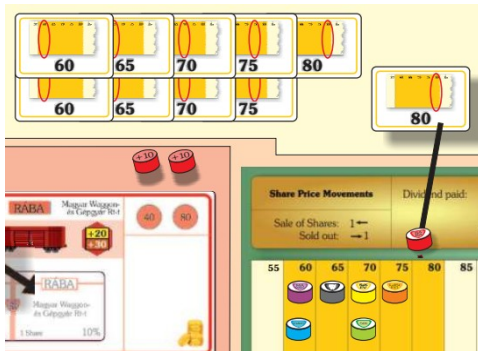 60 65 70 75 80
60 65 70 75
80
+10 +10
RÁBA
Magyar Waggon-
és Gépgyár Rt-t
40 80
+20
+30
RÁBA
Magyar Waggon-
és Gépgyár Rt-t
1 Share 10%
Share Price Movements Dividend paid:
Sale of Shares: 1←
Sold out: →1
55 60 65 70 75 80 85